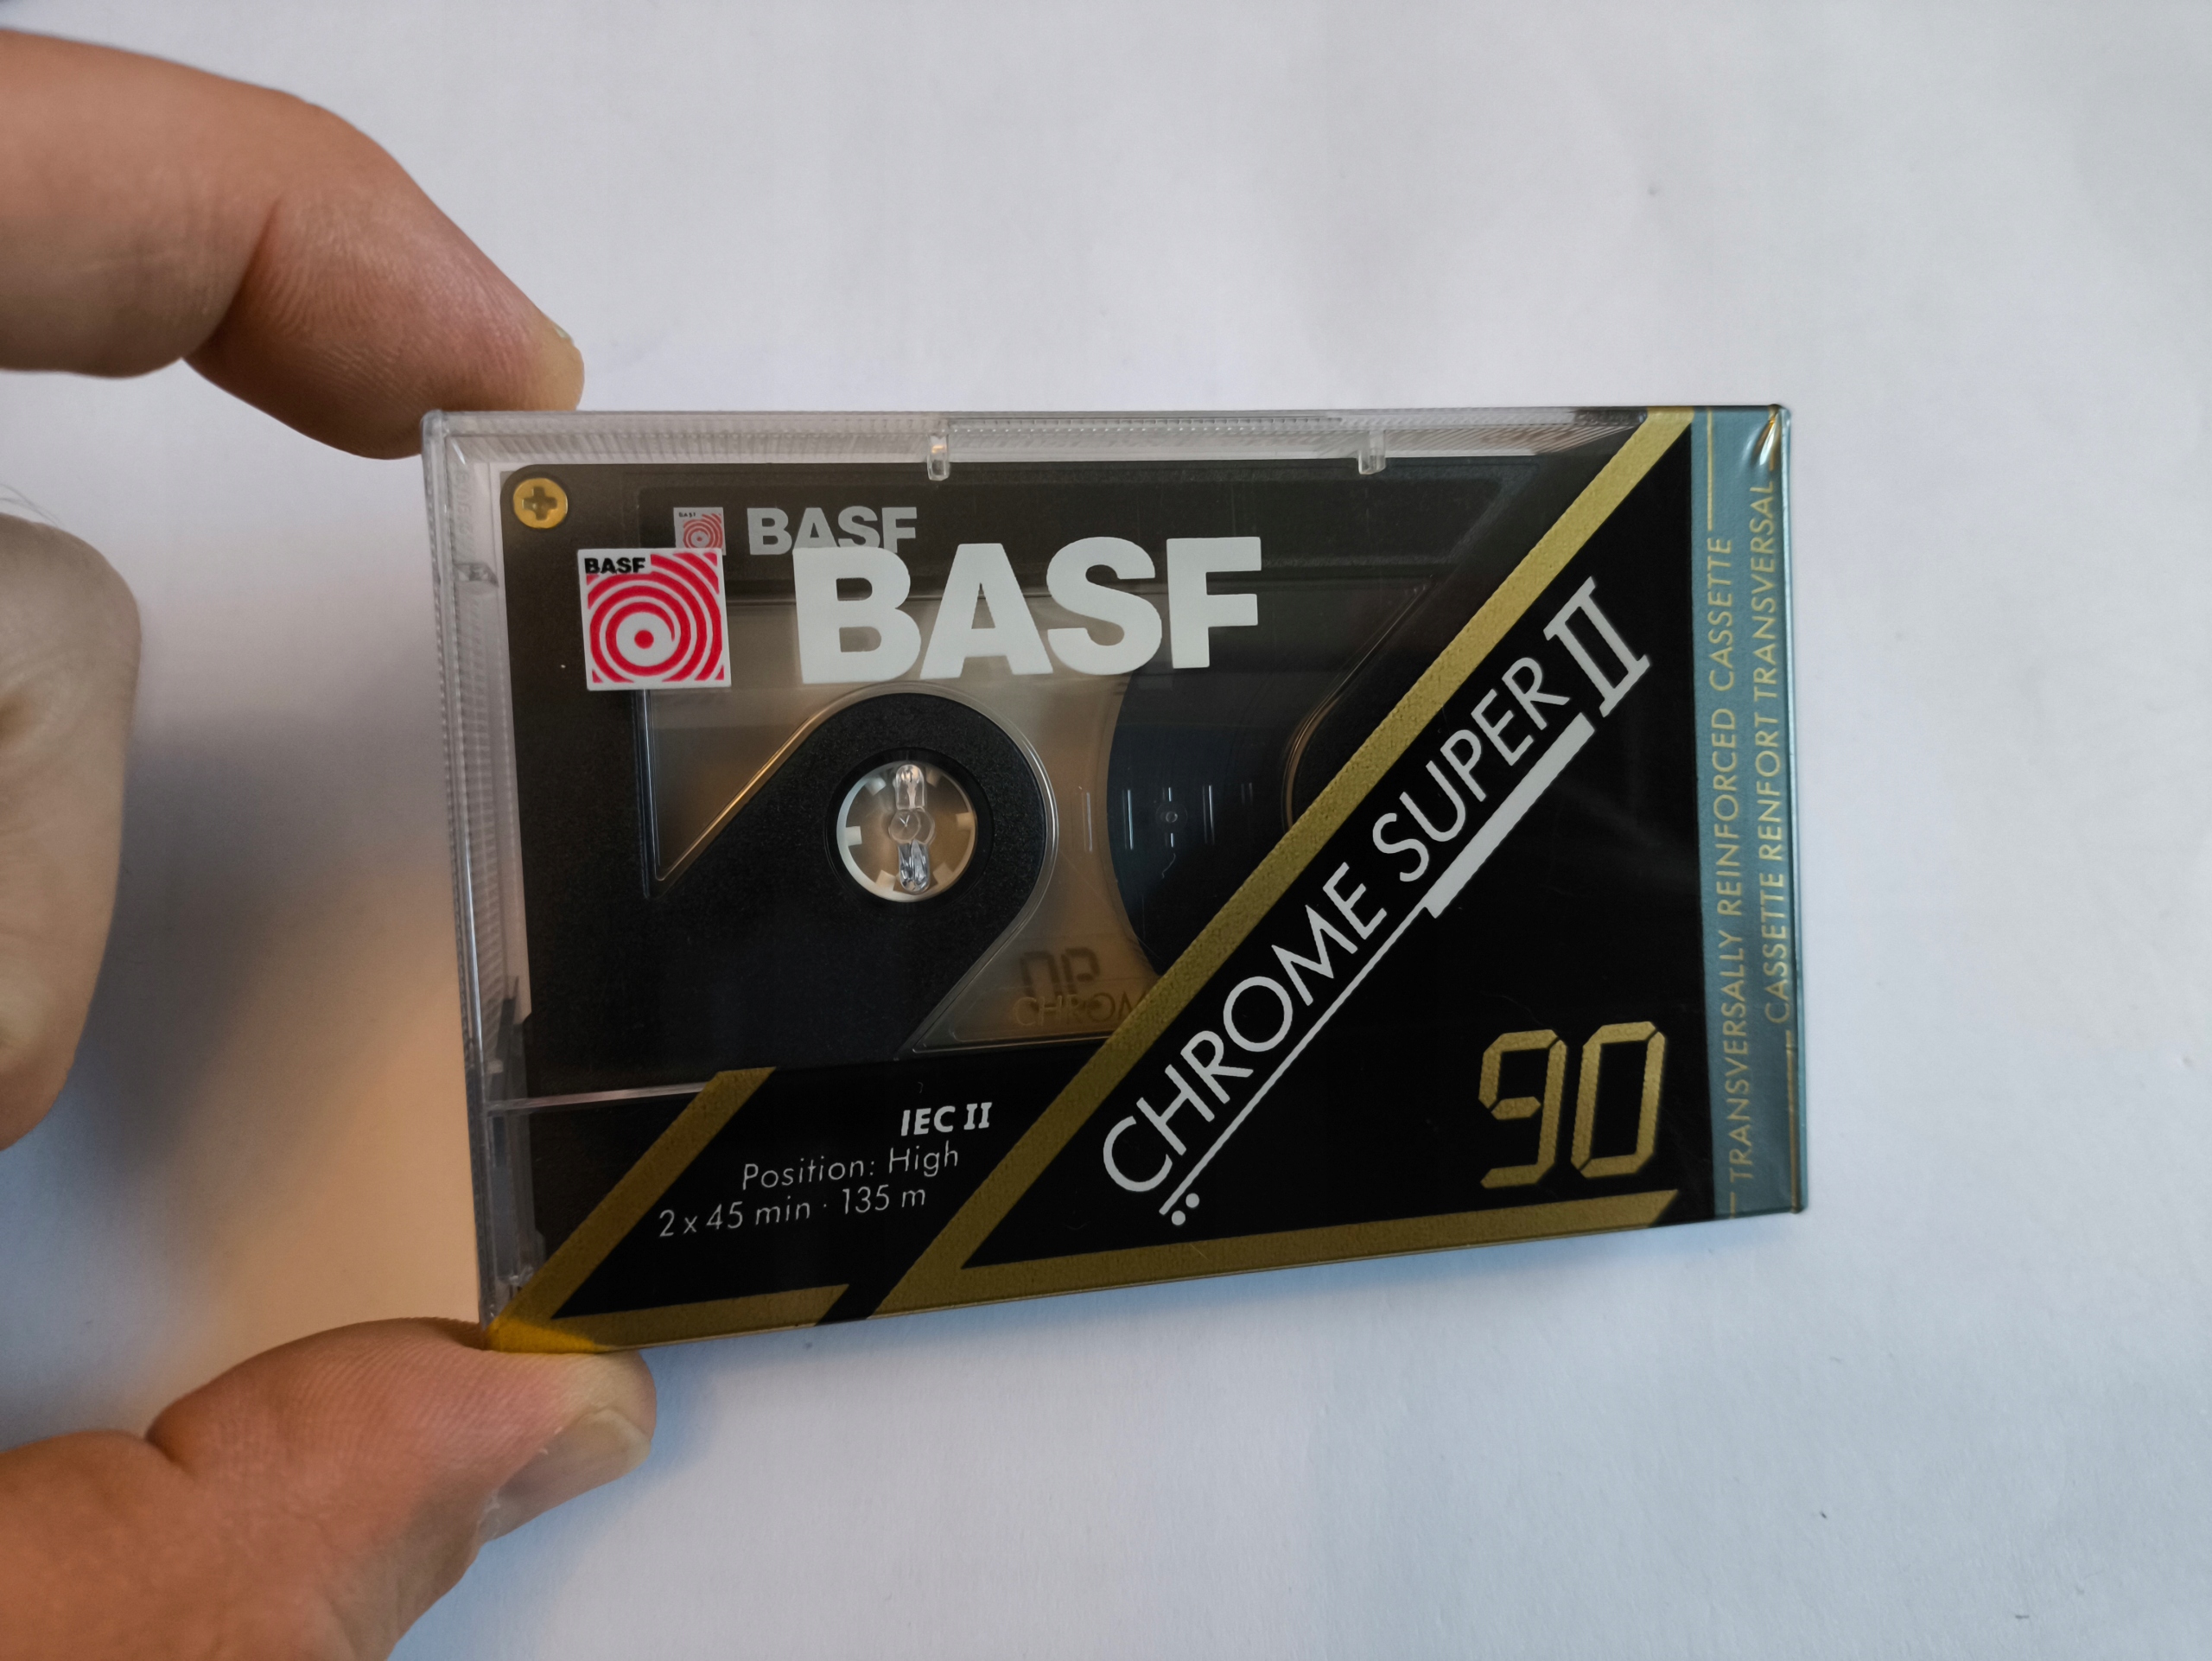 BASF
BASF
BASF
BASF
CHROME SUPER II
90
IEC II
Position: High
2 x 45 min · 135 m
TRANSVERSALLY REINFORCED CASSETTE
CASSETTE RENFORT TRANSVERSAL